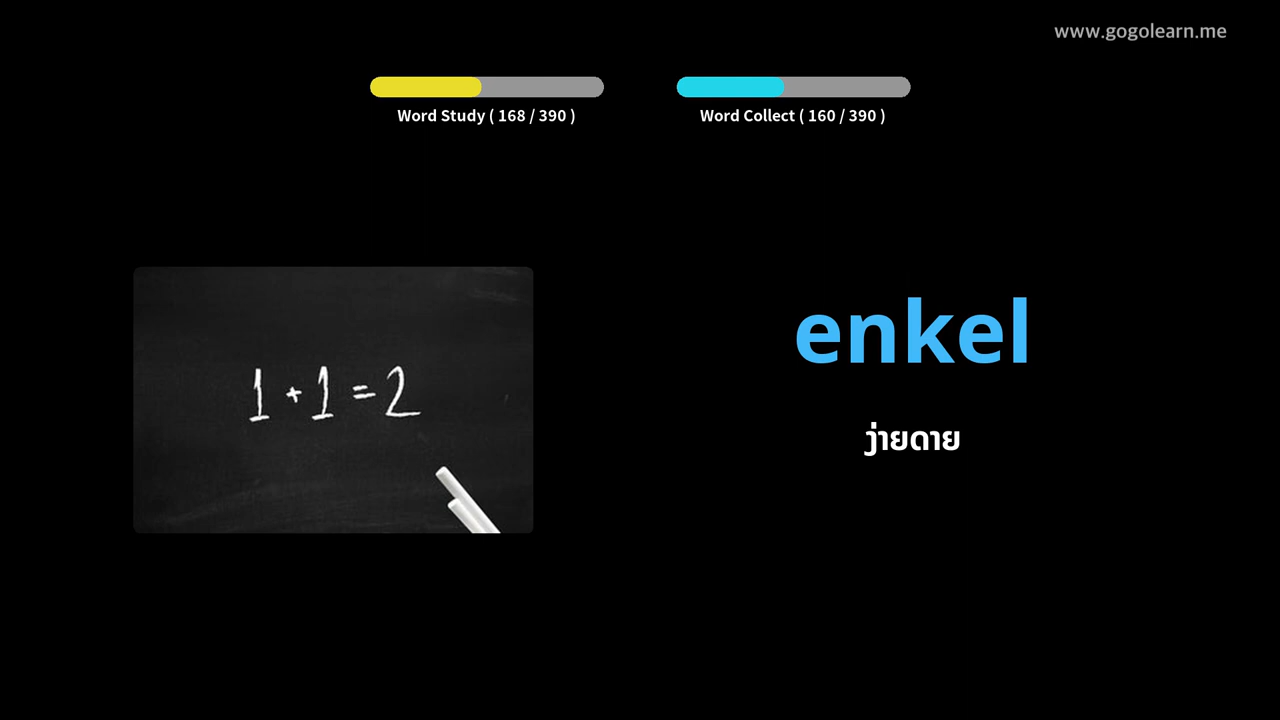 www.gogolearn.me
Word Study ( 168 / 390 )
Word Collect ( 160 / 390 )
1 + 1 = 2
enkel
ง่ายดาย